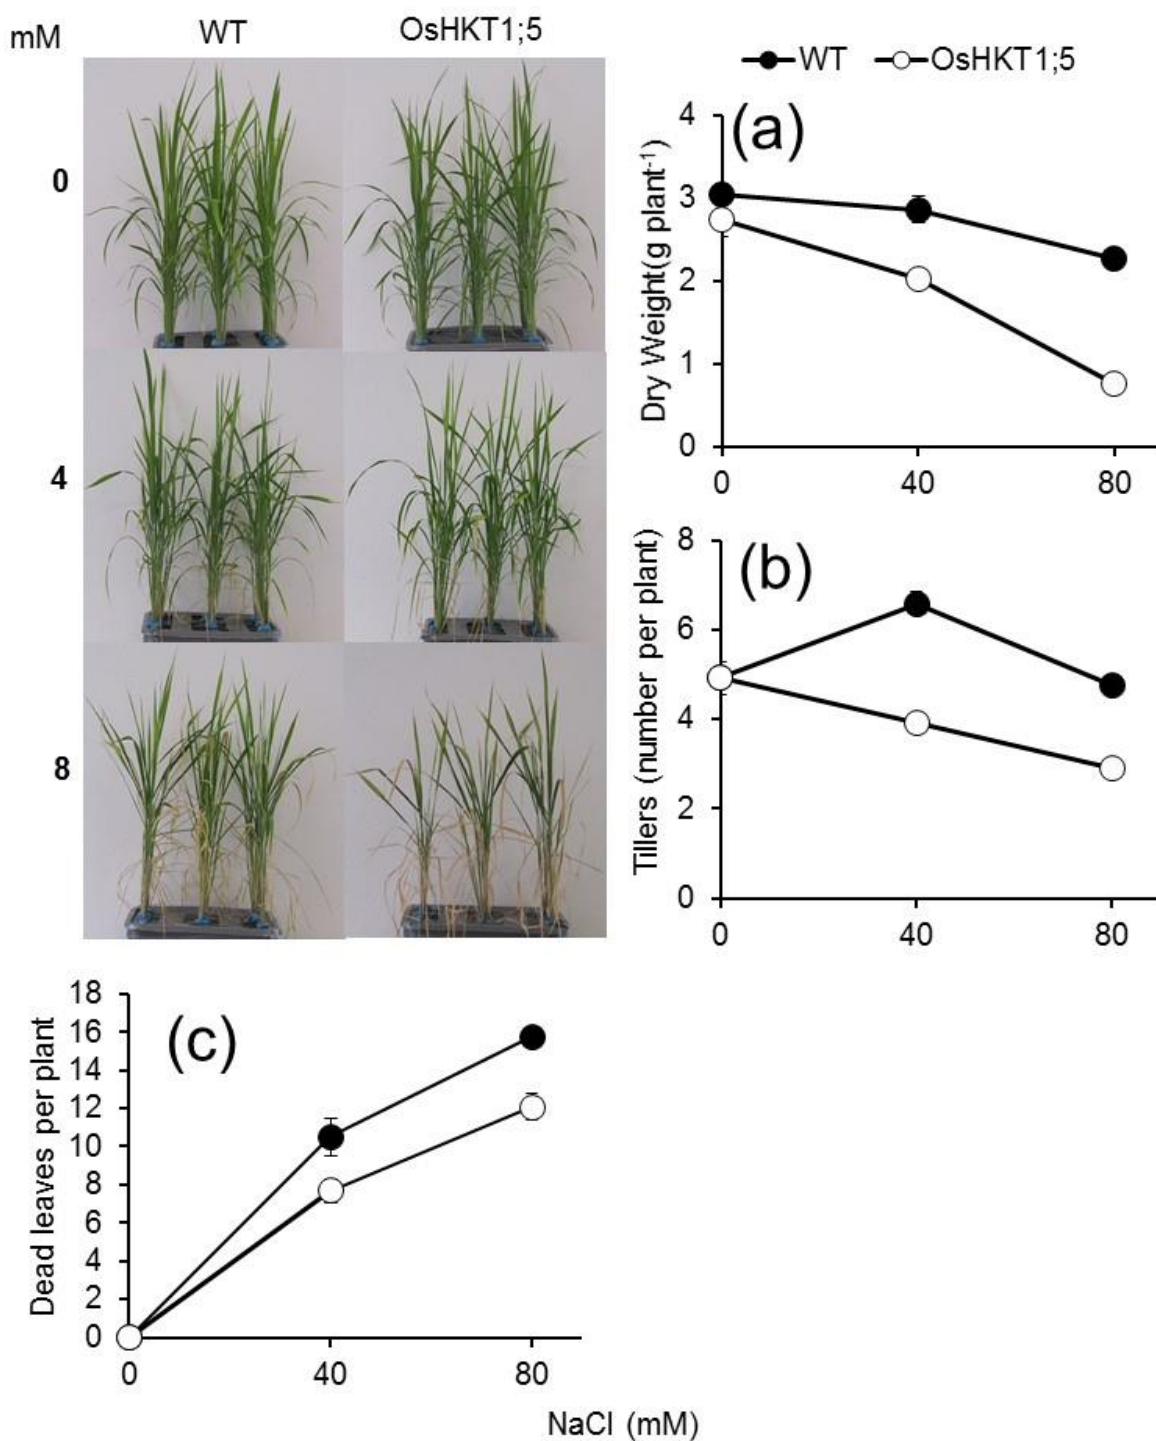 mM
WT
OsHKT1;5
0
4
8
WT
OsHKT1;5
(a)
Dry Weight(g plant⁻¹)
4
3
2
1
0
0
40
80
(b)
Tillers (number per plant)
8
6
4
2
0
0
40
80
(c)
Dead leaves per plant
18
16
14
12
10
8
6
4
2
0
0
40
80
NaCl (mM)